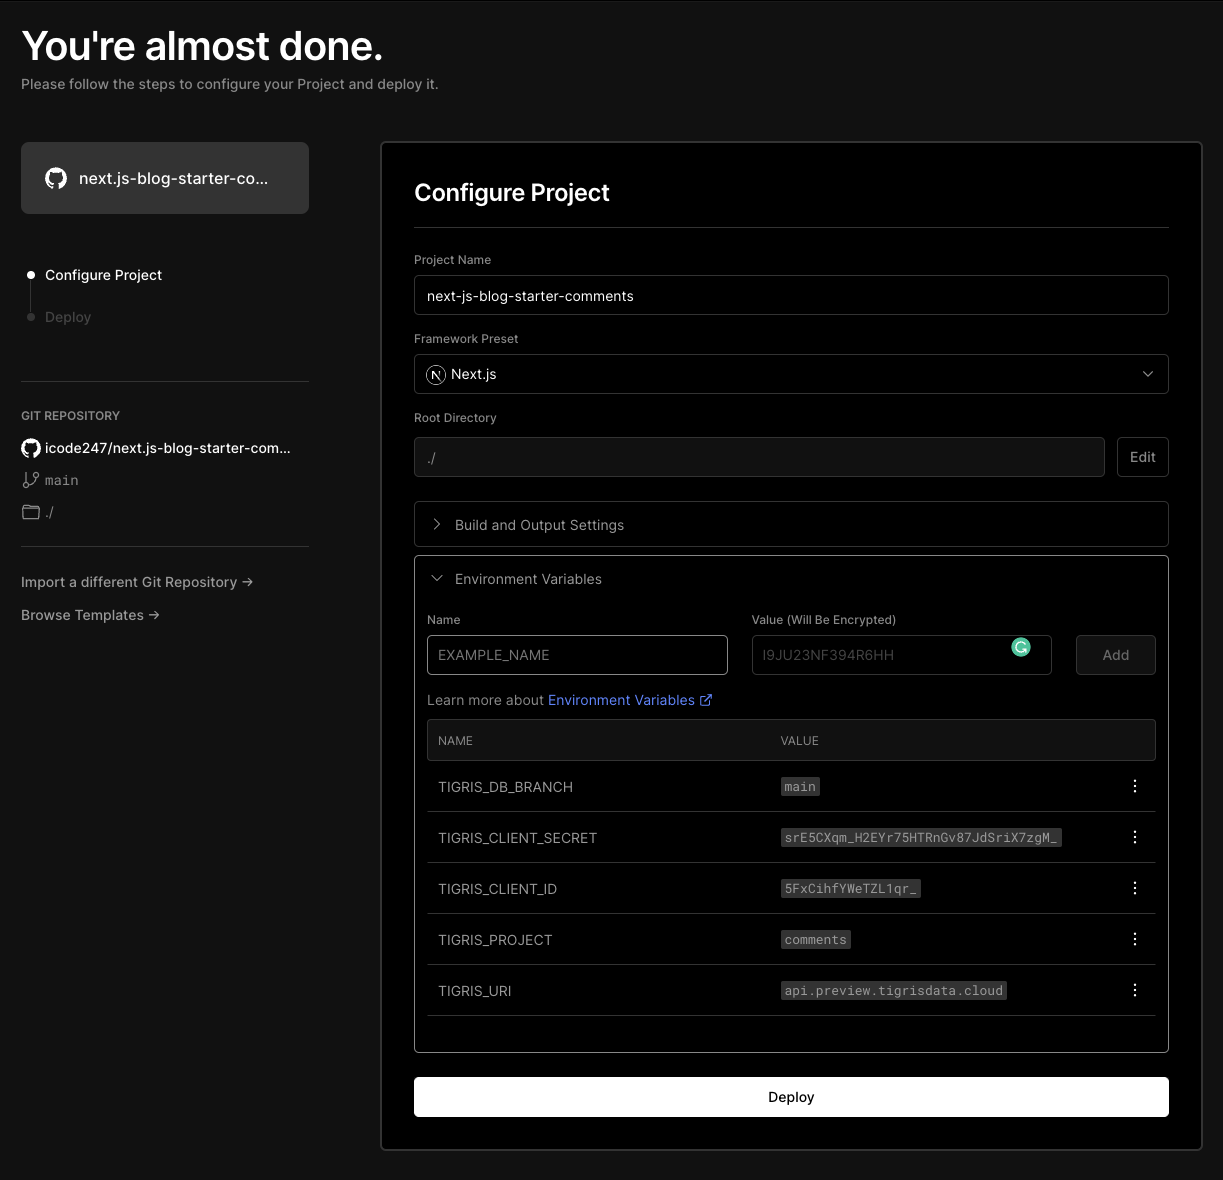 You're almost done.
Please follow the steps to configure your Project and deploy it.
next.js-blog-starter-co...
Configure Project
Deploy
GIT REPOSITORY
icode247/next.js-blog-starter-com...
main
./
Import a different Git Repository →
Browse Templates →
Configure Project
Project Name
next-js-blog-starter-comments
Framework Preset
Next.js
Root Directory
./
Edit
Build and Output Settings
Environment Variables
Name
Value (Will Be Encrypted)
EXAMPLE_NAME
I9JU23NF394R6HH
Add
Learn more about Environment Variables
NAME VALUE
TIGRIS_DB_BRANCH main
TIGRIS_CLIENT_SECRET srE5CXqm_H2EYr75HTRnGv87JdSriX7zgM_
TIGRIS_CLIENT_ID 5FxCihfYWeTZL1qr_
TIGRIS_PROJECT comments
TIGRIS_URI api.preview.tigrisdata.cloud
Deploy